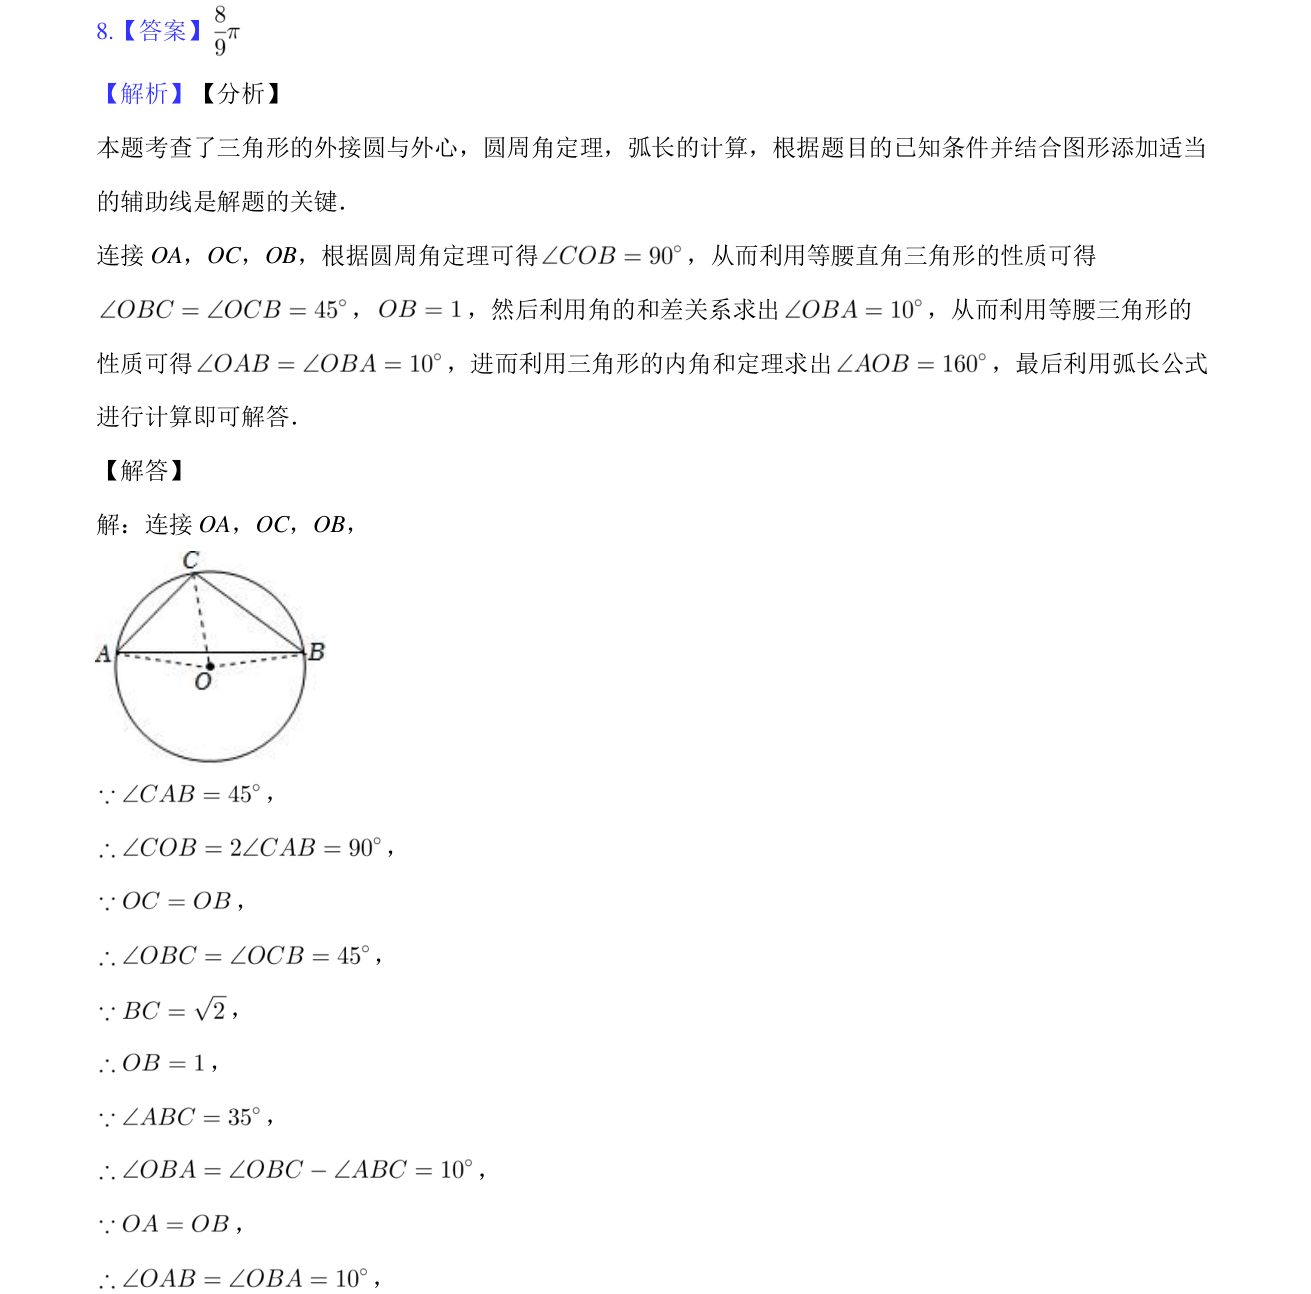 8.【答案】8/9π
【解析】【分析】
本题考查了三角形的外接圆与外心，圆周角定理，弧长的计算，根据题目的已知条件并结合图形添加适当
的辅助线是解题的关键．
连接OA，OC，OB，根据圆周角定理可得∠COB = 90°，从而利用等腰直角三角形的性质可得
∠OBC = ∠OCB = 45°，OB = 1，然后利用角的和差关系求出∠OBA = 10°，从而利用等腰三角形的
性质可得∠OAB = ∠OBA = 10°，进而利用三角形的内角和定理求出∠AOB = 160°，最后利用弧长公式
进行计算即可解答．
【解答】
解：连接OA，OC，OB，
C
A
B
O
∵∠CAB = 45°，
∴∠COB = 2∠CAB = 90°，
∵OC = OB，
∴∠OBC = ∠OCB = 45°，
∵BC = √2，
∴OB = 1，
∵∠ABC = 35°，
∴∠OBA = ∠OBC − ∠ABC = 10°，
∵OA = OB，
∴∠OAB = ∠OBA = 10°，